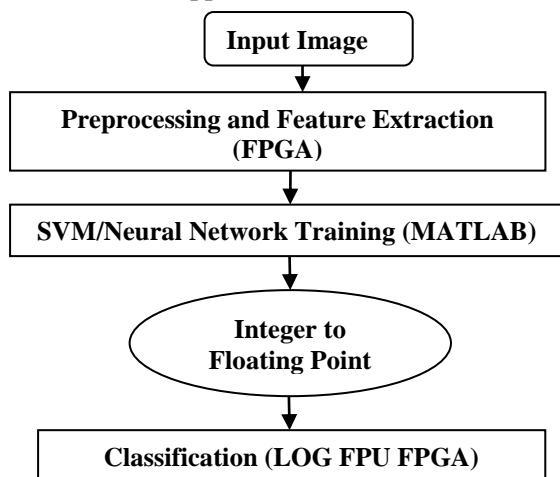 Input Image
Preprocessing and Feature Extraction
(FPGA)
SVM/Neural Network Training (MATLAB)
Integer to
Floating Point
Classification (LOG FPU FPGA)